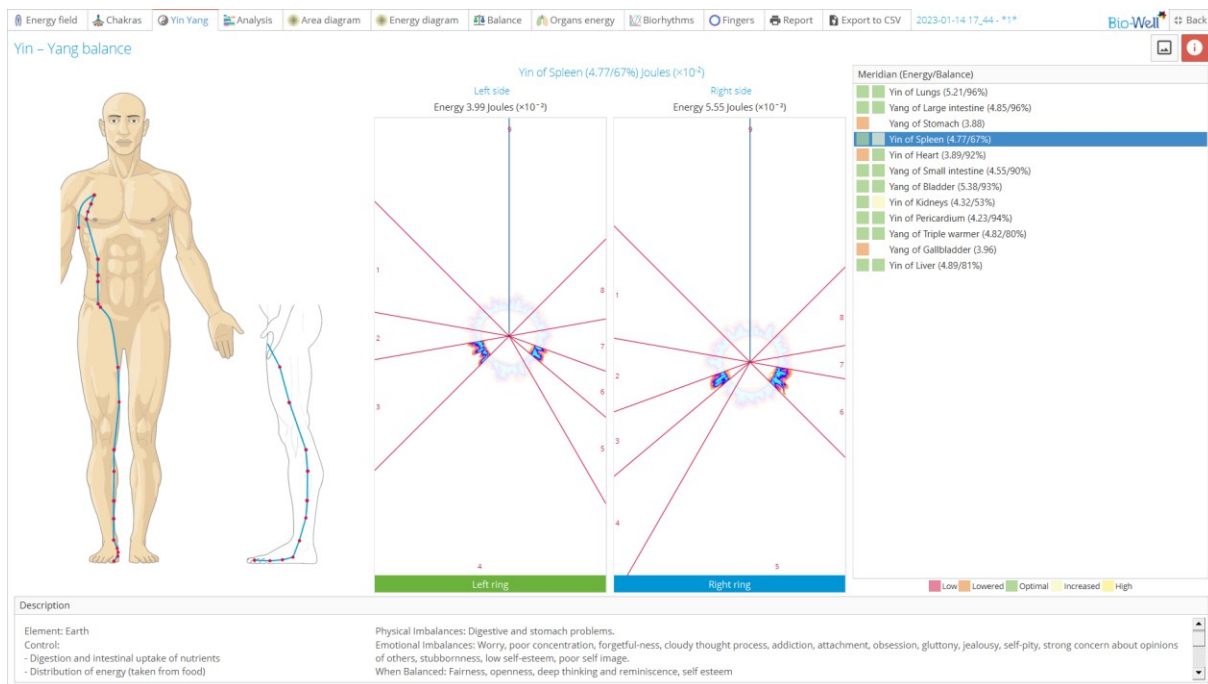 Energy field Chakras Yin Yang Analysis Area diagram Energy diagram Balance Organs energy Biorhythms Fingers Report Export to CSV 2023-01-14 17_44 - *1* Bio-Well Back
Yin – Yang balance
Yin of Spleen (4.77/67%) Joules (×10⁻²)
Left side
Energy 3.99 Joules (×10⁻²)
9
1
8
2
7
6
3
5
4
Left ring
Right side
Energy 5.55 Joules (×10⁻²)
9
1
8
7
2
6
3
4
5
Right ring
Meridian (Energy/Balance)
Yin of Lungs (5.21/96%)
Yang of Large intestine (4.85/96%)
Yang of Stomach (3.88)
Yin of Spleen (4.77/67%)
Yin of Heart (3.89/92%)
Yang of Small intestine (4.55/90%)
Yang of Bladder (5.38/93%)
Yin of Kidneys (4.32/53%)
Yin of Pericardium (4.23/94%)
Yang of Triple warmer (4.82/80%)
Yang of Gallbladder (3.96)
Yin of Liver (4.89/81%)
Low Lowered Optimal Increased High
Description
Element: Earth
Control:
- Digestion and intestinal uptake of nutrients
- Distribution of energy (taken from food)
Physical Imbalances: Digestive and stomach problems.
Emotional Imbalances: Worry, poor concentration, forgetful-ness, cloudy thought process, addiction, attachment, obsession, gluttony, jealousy, self-pity, strong concern about opinions
of others, stubbornness, low self-esteem, poor self image.
When Balanced: Fairness, openness, deep thinking and reminiscence, self esteem